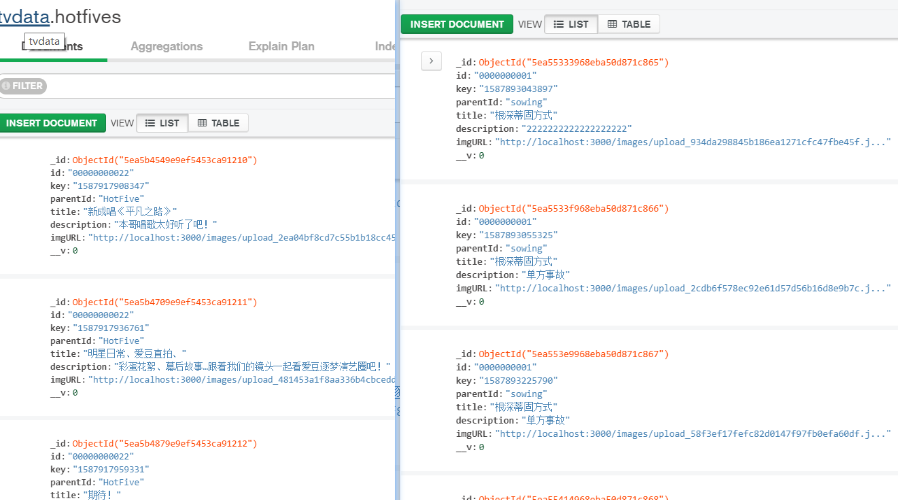 tvdata.hotfives
tvdata
Documents
Aggregations
Explain Plan
Inde
FILTER
INSERT DOCUMENT VIEW LIST TABLE
_id:ObjectId("5ea5b4549e9ef5453ca91210")
id:"00000000022"
key:"1587917908347"
parentId:"HotFive"
title:"新成唱《平凡之路》"
description:"本哥唱歌太好听了吧！"
imgURL:"http://localhost:3000/images/upload_2ea04bf8cd7c55b1b18cc45
__v:0
_id:ObjectId("5ea5b4709e9ef5453ca91211")
id:"00000000022"
key:"1587917936761"
parentId:"HotFive"
title:"明星日常、爱豆直拍、"
description:"彩蛋花絮、幕后故事…跟着我们的镜头一起看爱豆逐梦演艺圈吧！"
imgURL:"http://localhost:3000/images/upload_481453a1f8aa336b4cbcedd
__v:0
_id:ObjectId("5ea5b4879e9ef5453ca91212")
id:"00000000022"
key:"1587917959331"
parentId:"HotFive"
title:"期待！"
INSERT DOCUMENT VIEW LIST TABLE
_id:ObjectId("5ea55333968eba50d871c865")
id:"0000000001"
key:"1587893043897"
parentId:"sowing"
title:"根深蒂固方式"
description:"2222222222222222222"
imgURL:"http://localhost:3000/images/upload_934da298845b186ea1271cfc47fbe45f.j..."
__v:0
_id:ObjectId("5ea5533f968eba50d871c866")
id:"0000000001"
key:"1587893055325"
parentId:"sowing"
title:"根深蒂固方式"
description:"单方事故"
imgURL:"http://localhost:3000/images/upload_2cdb6f578ec92e61d57d56b16d8e9b7c.j..."
__v:0
_id:ObjectId("5ea553e9968eba50d871c867")
id:"0000000001"
key:"1587893225790"
parentId:"sowing"
title:"根深蒂固方式"
description:"单方事故"
imgURL:"http://localhost:3000/images/upload_58f3ef17fefc82d0147f97fb0efa60df.j..."
__v:0
_id:ObjectId("5ea55414968eba50d871c868")